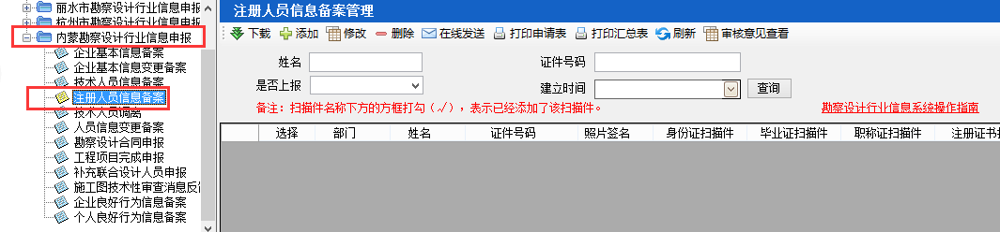 丽水市勘察设计行业信息申报
杭州市勘察设计行业信息申报
内蒙勘察设计行业信息申报
企业基本信息备案
企业基本信息变更备案
技术人员信息备案
注册人员信息备案
技术人员调离
人员信息变更备案
勘察设计合同申报
工程项目完成申报
补充联合设计人员申报
施工图技术性审查消息反馈
企业良好行为信息备案
个人良好行为信息备案
注册人员信息备案管理
下载 添加 修改 删除 在线发送 打印申请表 打印汇总表 刷新 审核意见查看
姓名 证件号码
是否上报 建立时间 查询
备注：扫描件名称下方的方框打勾（√），表示已经添加了该扫描件。 勘察设计行业信息系统操作指南
选择 部门 姓名 证件号码 照片签名 身份证扫描件 毕业证扫描件 职称证扫描件 注册证书